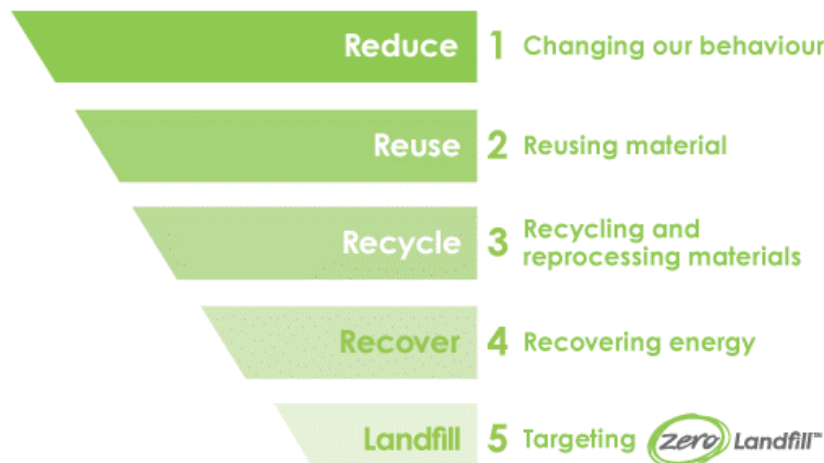 Reduce 1 Changing our behaviour
Reuse 2 Reusing material
Recycle 3 Recycling and
reprocessing materials
Recover 4 Recovering energy
Landfill 5 Targeting zero Landfill™